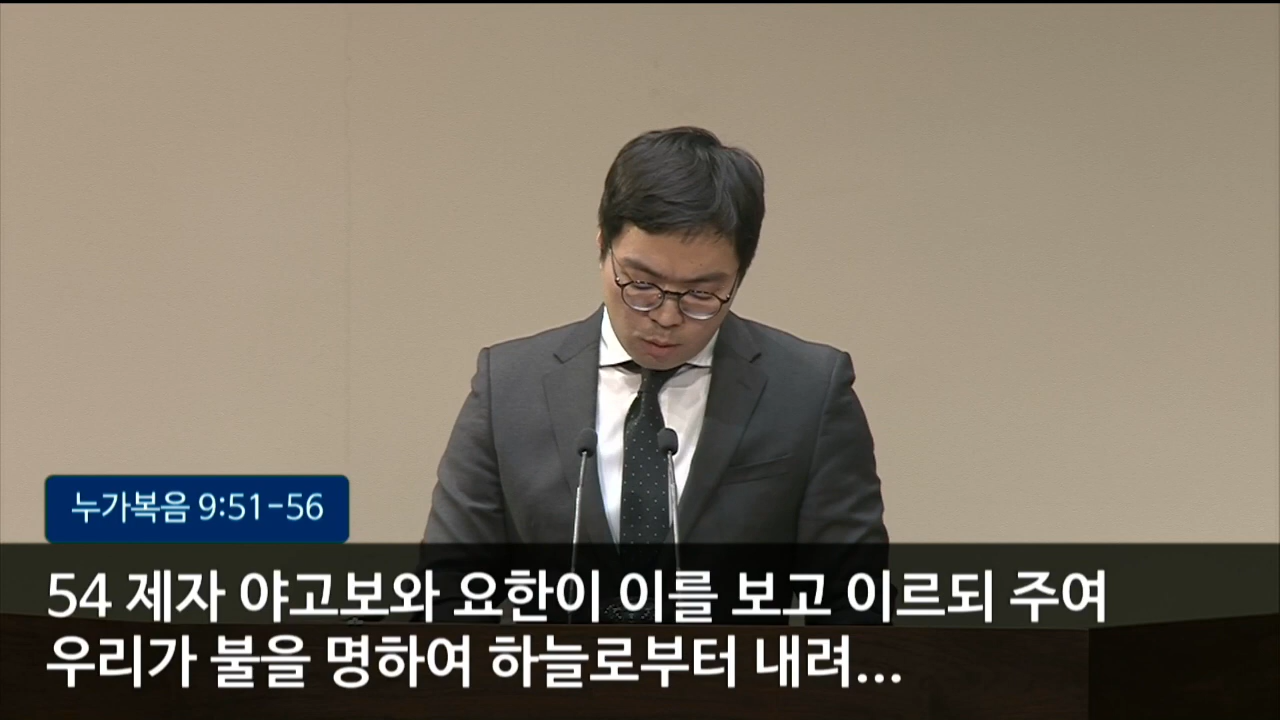 누가복음 9:51-56
54 제자 야고보와 요한이 이를 보고 이르되 주여
우리가 불을 명하여 하늘로부터 내려...